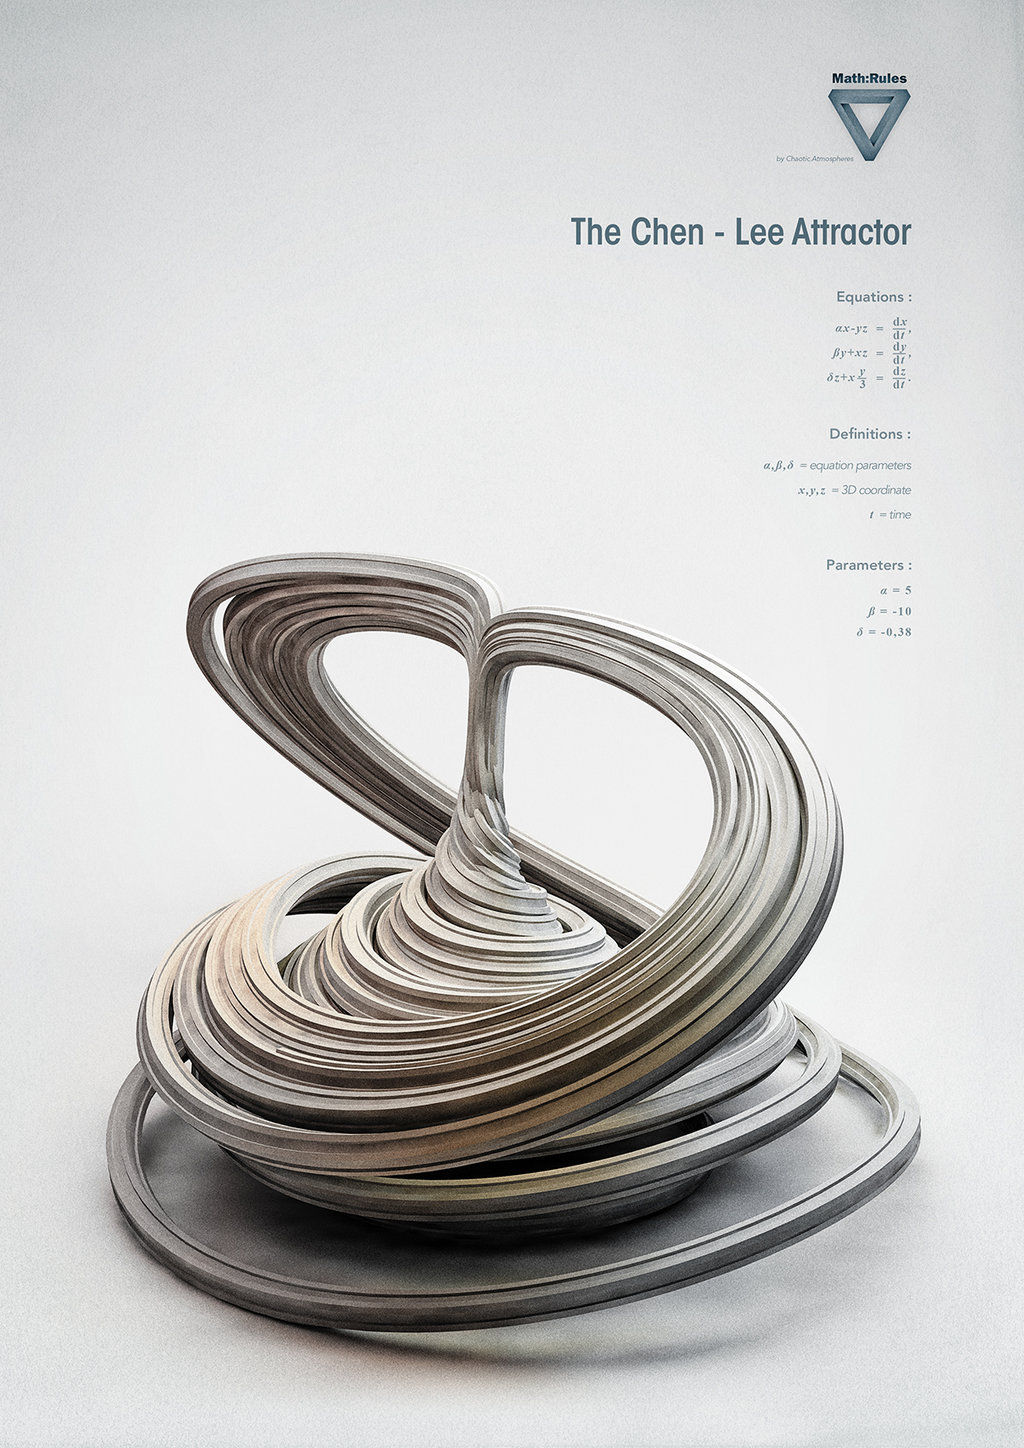 Math:Rules
by Chaotic Atmospheres
The Chen - Lee Attractor
Equations :
αx-yz = dx/dt,
βy+xz = dy/dt,
δz+x y/3 = dz/dt.
Definitions :
α,β,δ = equation parameters
x,y,z = 3D coordinate
t = time
Parameters :
α = 5
β = -10
δ = -0,38